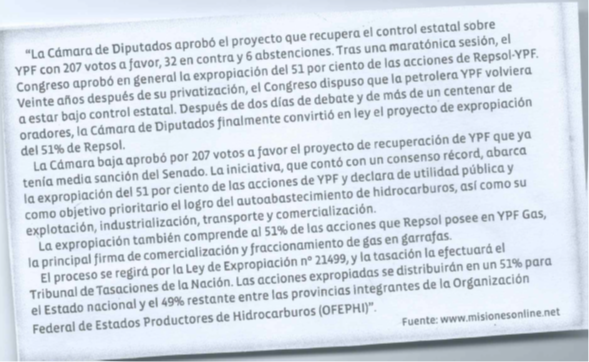 “La Cámara de Diputados aprobó el proyecto que recupera el control estatal sobre
YPF con 207 votos a favor, 32 en contra y 6 abstenciones. Tras una maratónica sesión, el
Congreso aprobó en general la expropiación del 51 por ciento de las acciones de Repsol-YPF.
Veinte años después de su privatización, el Congreso dispuso que la petrolera YPF volviera
a estar bajo control estatal. Después de dos días de debate y de más de un centenar de
oradores, la Cámara de Diputados finalmente convirtió en ley el proyecto de expropiación
del 51% de Repsol.
La Cámara baja aprobó por 207 votos a favor el proyecto de recuperación de YPF que ya
tenía media sanción del Senado. La iniciativa, que contó con un consenso récord, abarca
la expropiación del 51 por ciento de las acciones de YPF y declara de utilidad pública y
como objetivo prioritario el logro del autoabastecimiento de hidrocarburos, así como su
explotación, industrialización, transporte y comercialización.
La expropiación también comprende al 51% de las acciones que Repsol posee en YPF Gas,
la principal firma de comercialización y fraccionamiento de gas en garrafas.
El proceso se regirá por la Ley de Expropiación nº 21499, y la tasación la efectuará el
Tribunal de Tasaciones de la Nación. Las acciones expropiadas se distribuirán en un 51% para
el Estado nacional y el 49% restante entre las provincias integrantes de la Organización
Federal de Estados Productores de Hidrocarburos (OFEPHI)”.
Fuente: www.misionesonline.net